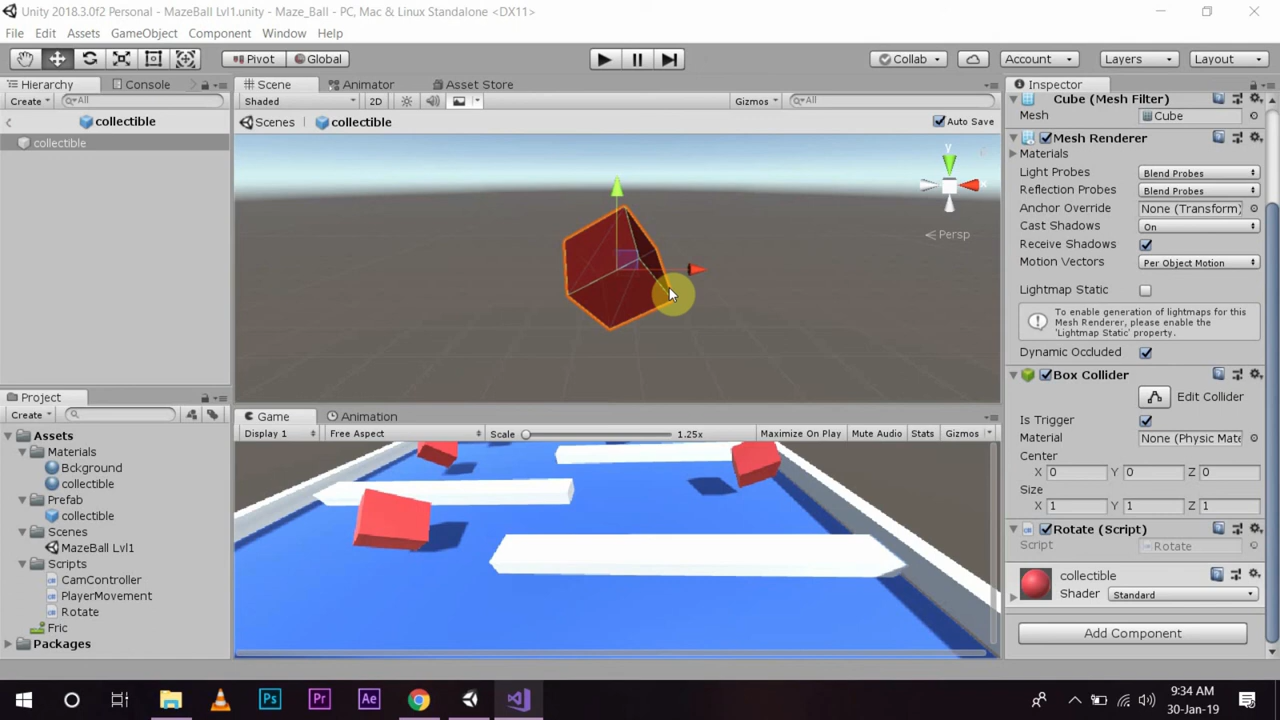 Unity 2018.3.0f2 Personal - MazeBall Lvl1.unity - Maze_Ball - PC, Mac & Linux Standalone <DX11>
File Edit Assets GameObject Component Window Help
Pivot Global Collab Account Layers Layout
Hierarchy Console Scene Animator Asset Store Inspector
Create All Shaded 2D Gizmos All
Cube (Mesh Filter)
Mesh Cube
collectible Scenes collectible Auto Save
collectible
Mesh Renderer
Materials
Light Probes Blend Probes
Reflection Probes Blend Probes
Anchor Override None (Transform)
Cast Shadows On
Receive Shadows
Motion Vectors Per Object Motion
Lightmap Static
To enable generation of lightmaps for this
Mesh Renderer, please enable the
'Lightmap Static' property.
Dynamic Occluded
y
x
Persp
Box Collider
Edit Collider
Is Trigger
Material None (Physic Mate
Center
X 0 Y 0 Z 0
Size
X 1 Y 1 Z 1
Rotate (Script)
Script Rotate
collectible
Shader Standard
Add Component
Project
Create
Assets
Materials
Bckground
collectible
Prefab
collectible
Scenes
MazeBall Lvl1
Scripts
CamController
PlayerMovement
Rotate
Fric
Packages
Game Animation
Display 1 Free Aspect Scale 1.25x Maximize On Play Mute Audio Stats Gizmos
Ps Pr Ae
9:34 AM
30-Jan-19